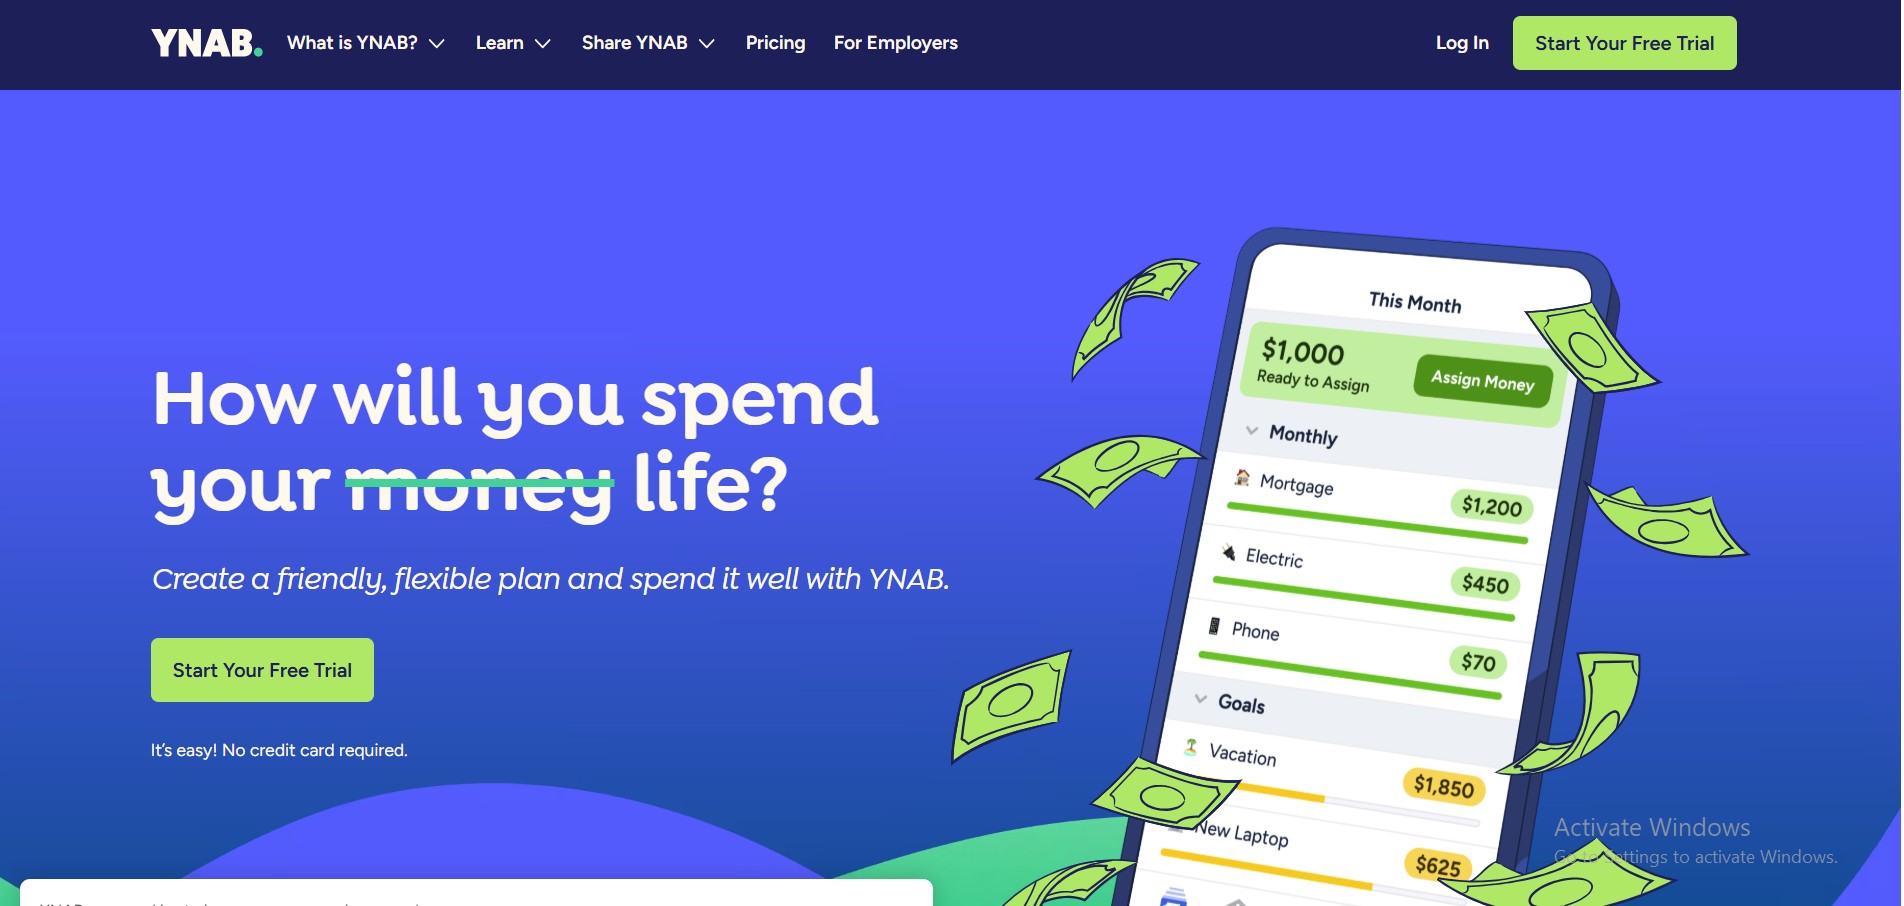 YNAB.
What is YNAB?
Learn
Share YNAB
Pricing
For Employers
Log In
Start Your Free Trial
How will you spend
your money life?
Create a friendly, flexible plan and spend it well with YNAB.
Start Your Free Trial
It's easy! No credit card required.
This Month
$1,000
Ready to Assign
Assign Money
Monthly
Mortgage $1,200
Electric $450
Phone $70
Goals
Vacation $1,850
New Laptop $625
Activate Windows
Go to Settings to activate Windows.